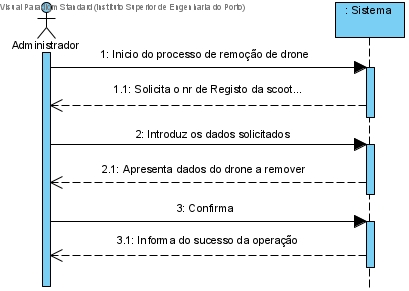 Visual Paradigm Standard (Instituto Superior de Engenharia do Porto)
: Sistema
Administrador
1: Inicio do processo de remoção de drone
1.1: Solicita o nr de Registo da scoot...
2: Introduz os dados solicitados
2.1: Apresenta dados do drone a remover
3: Confirma
3.1: Informa do sucesso da operação